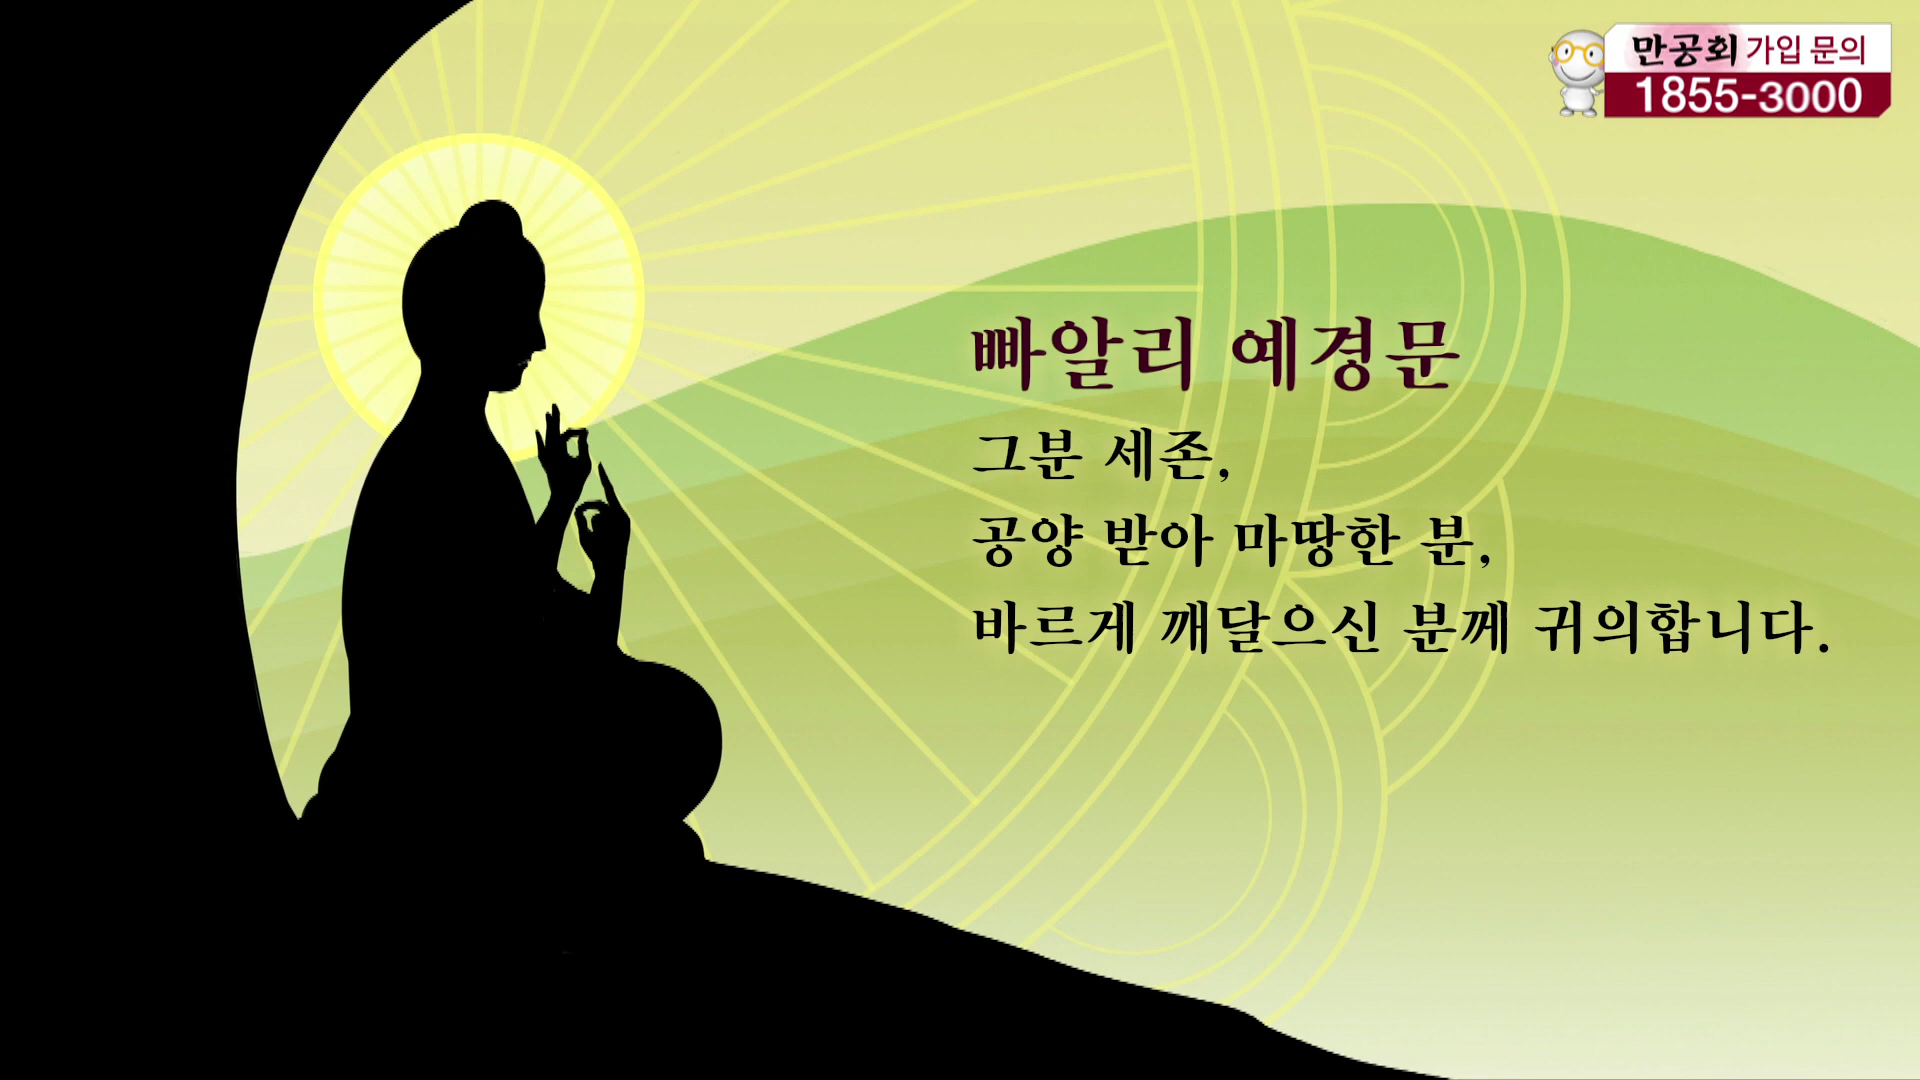 만공회 가입 문의
1855-3000
빠알리 예경문
그분 세존,
공양 받아 마땅한 분,
바르게 깨달으신 분께 귀의합니다.